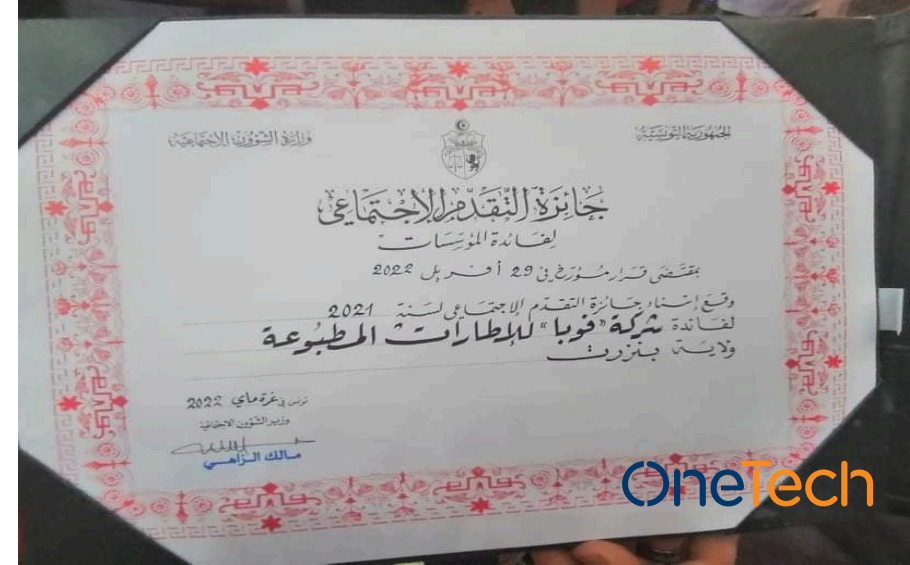 الجمهورية التونسية
وزارة الشؤون الاجتماعية
جائزة التقدّم الاجتماعي
لفائدة المؤسسات
بمقتضى قرار مؤرخ في 29 أفريل 2022
وقع إسناد جائزة التقدم الاجتماعي لسنة 2021
لفائدة شركة "فوبا" للإطارات المطبوعة
ولاية بنزرت
تونس في غرة ماي 2022
وزير الشؤون الاجتماعية
مالك الزاهي
OneTech